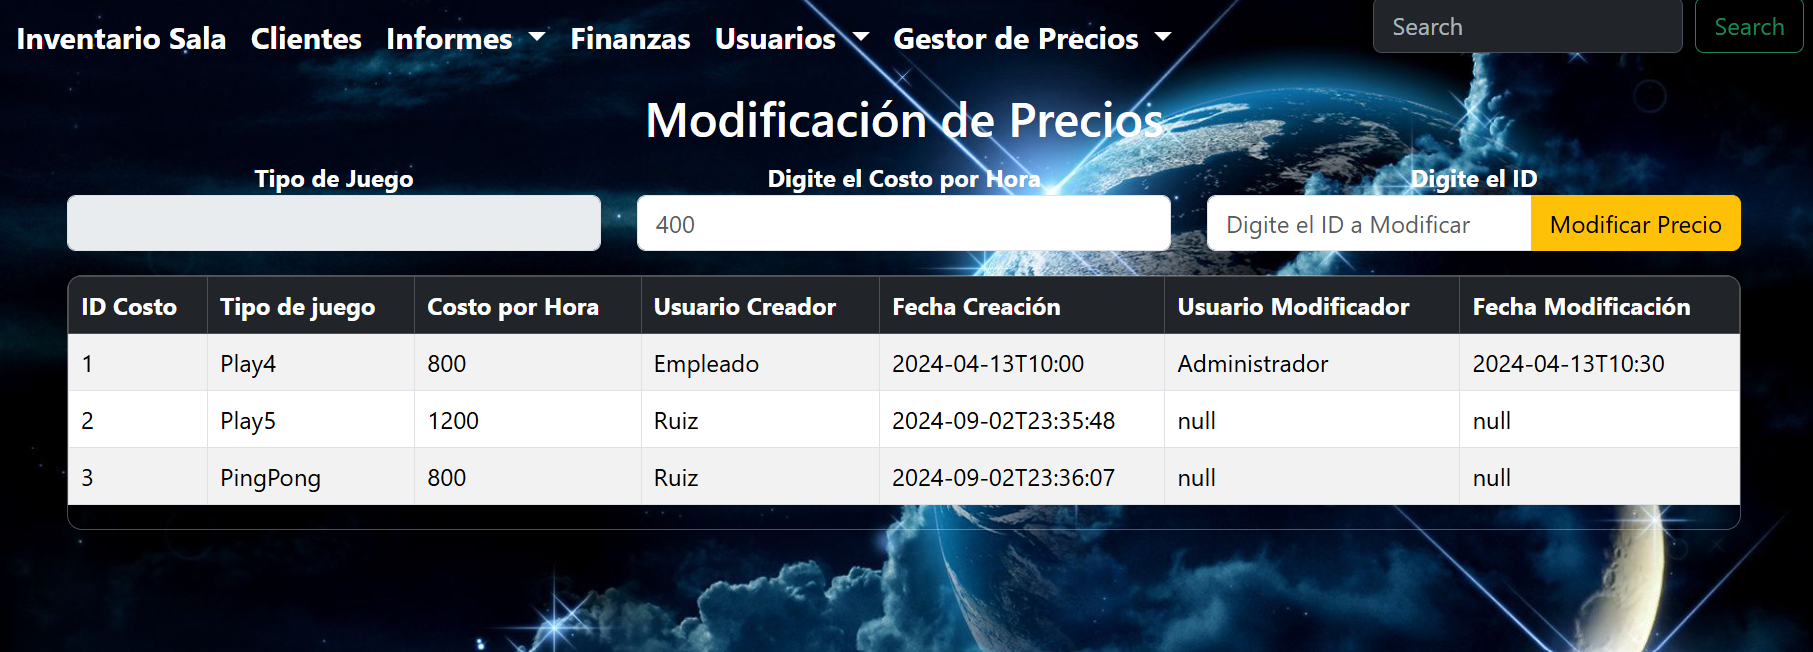 Inventario Sala Clientes Informes Finanzas Usuarios Gestor de Precios Search Search
Modificación de Precios
Tipo de Juego Digite el Costo por Hora Digite el ID
400 Digite el ID a Modificar Modificar Precio
ID Costo Tipo de juego Costo por Hora Usuario Creador Fecha Creación Usuario Modificador Fecha Modificación
1 Play4 800 Empleado 2024-04-13T10:00 Administrador 2024-04-13T10:30
2 Play5 1200 Ruiz 2024-09-02T23:35:48 null null
3 PingPong 800 Ruiz 2024-09-02T23:36:07 null null